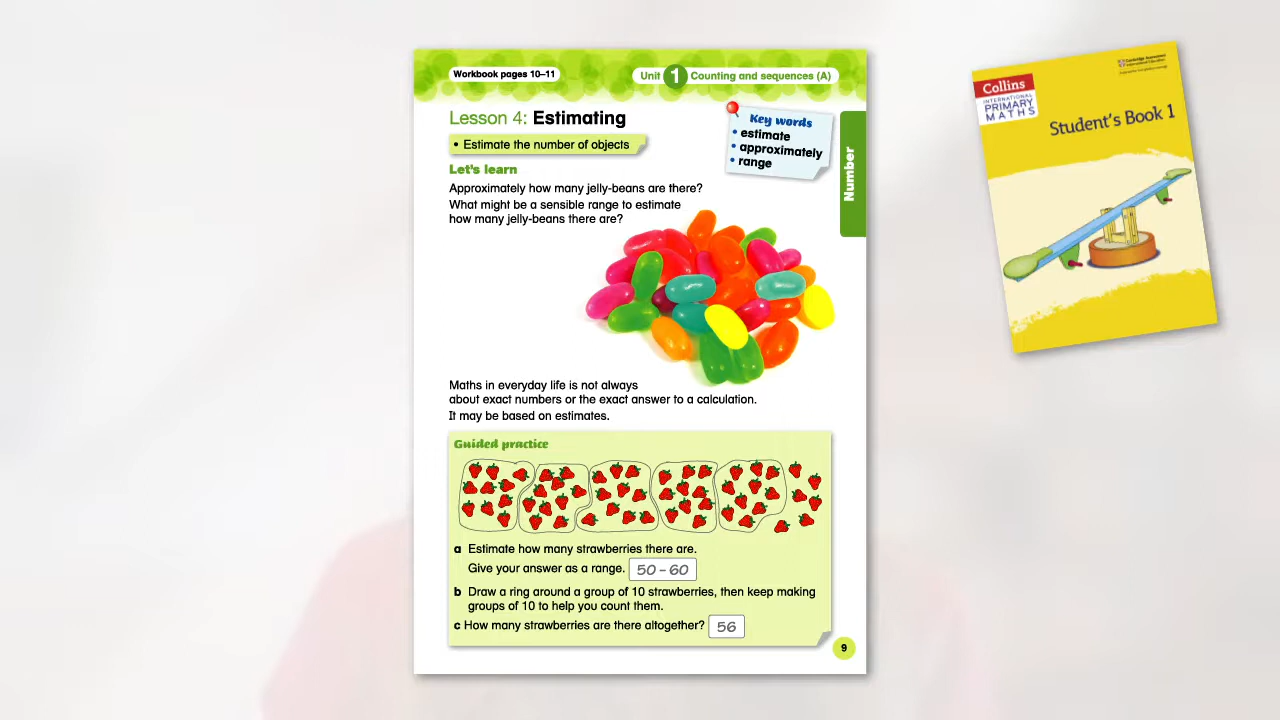 Workbook pages 10–11
Unit 1 Counting and sequences (A)
Lesson 4: Estimating
• Estimate the number of objects
Key words
• estimate
• approximately
• range
Number
Let's learn
Approximately how many jelly-beans are there?
What might be a sensible range to estimate
how many jelly-beans there are?
Maths in everyday life is not always
about exact numbers or the exact answer to a calculation.
It may be based on estimates.
Guided practice
a Estimate how many strawberries there are.
Give your answer as a range. 50 – 60
b Draw a ring around a group of 10 strawberries, then keep making
groups of 10 to help you count them.
c How many strawberries are there altogether? 56
9
Collins
INTERNATIONAL
PRIMARY
MATHS
Student's Book 1
Cambridge Assessment
International Education